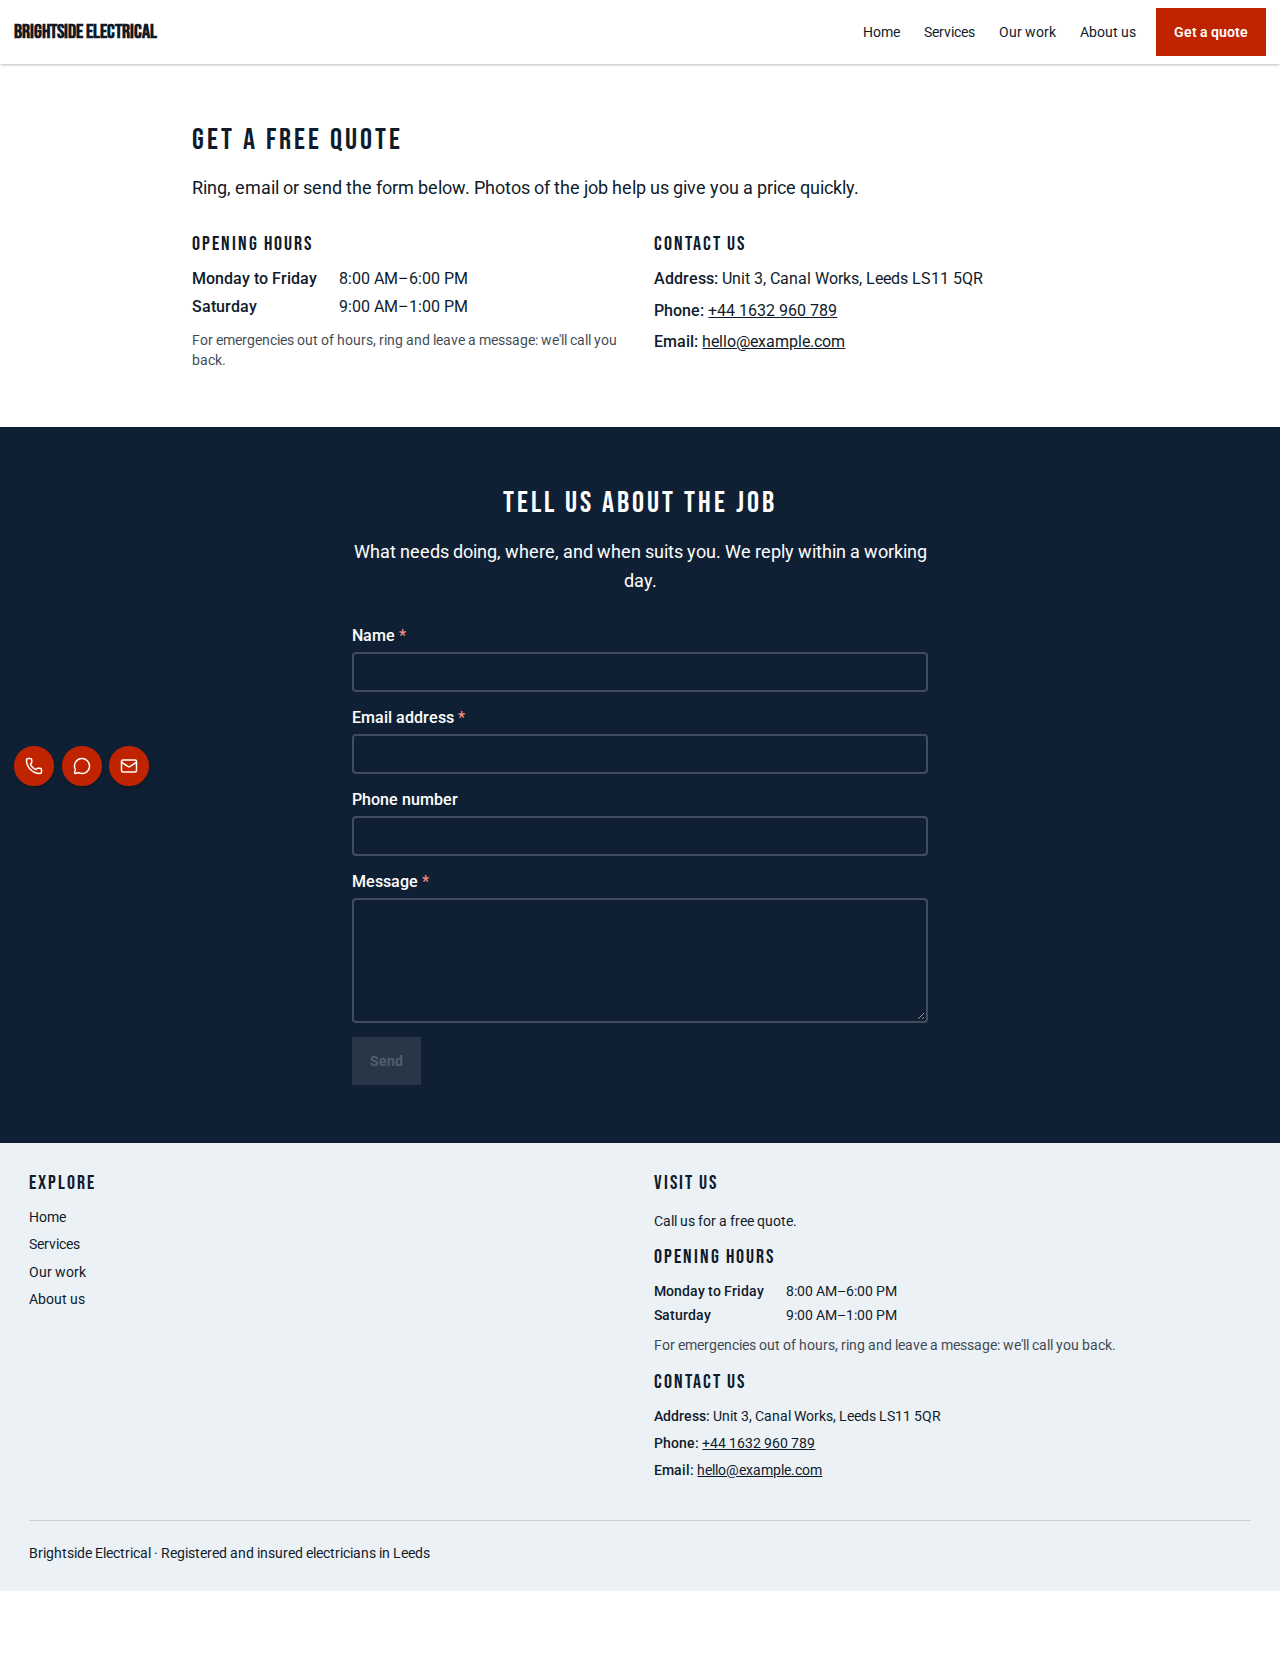 BRIGHTSIDE ELECTRICAL
Home Services Our work About us Get a quote
GET A FREE QUOTE
Ring, email or send the form below. Photos of the job help us give you a price quickly.
OPENING HOURS
Monday to Friday 8:00 AM–6:00 PM
Saturday 9:00 AM–1:00 PM
For emergencies out of hours, ring and leave a message: we'll call you
back.
CONTACT US
Address: Unit 3, Canal Works, Leeds LS11 5QR
Phone: +44 1632 960 789
Email: hello@example.com
TELL US ABOUT THE JOB
What needs doing, where, and when suits you. We reply within a working
day.
Name *
Email address *
Phone number
Message *
Send
EXPLORE
Home
Services
Our work
About us
VISIT US
Call us for a free quote.
OPENING HOURS
Monday to Friday 8:00 AM–6:00 PM
Saturday 9:00 AM–1:00 PM
For emergencies out of hours, ring and leave a message: we'll call you back.
CONTACT US
Address: Unit 3, Canal Works, Leeds LS11 5QR
Phone: +44 1632 960 789
Email: hello@example.com
Brightside Electrical · Registered and insured electricians in Leeds